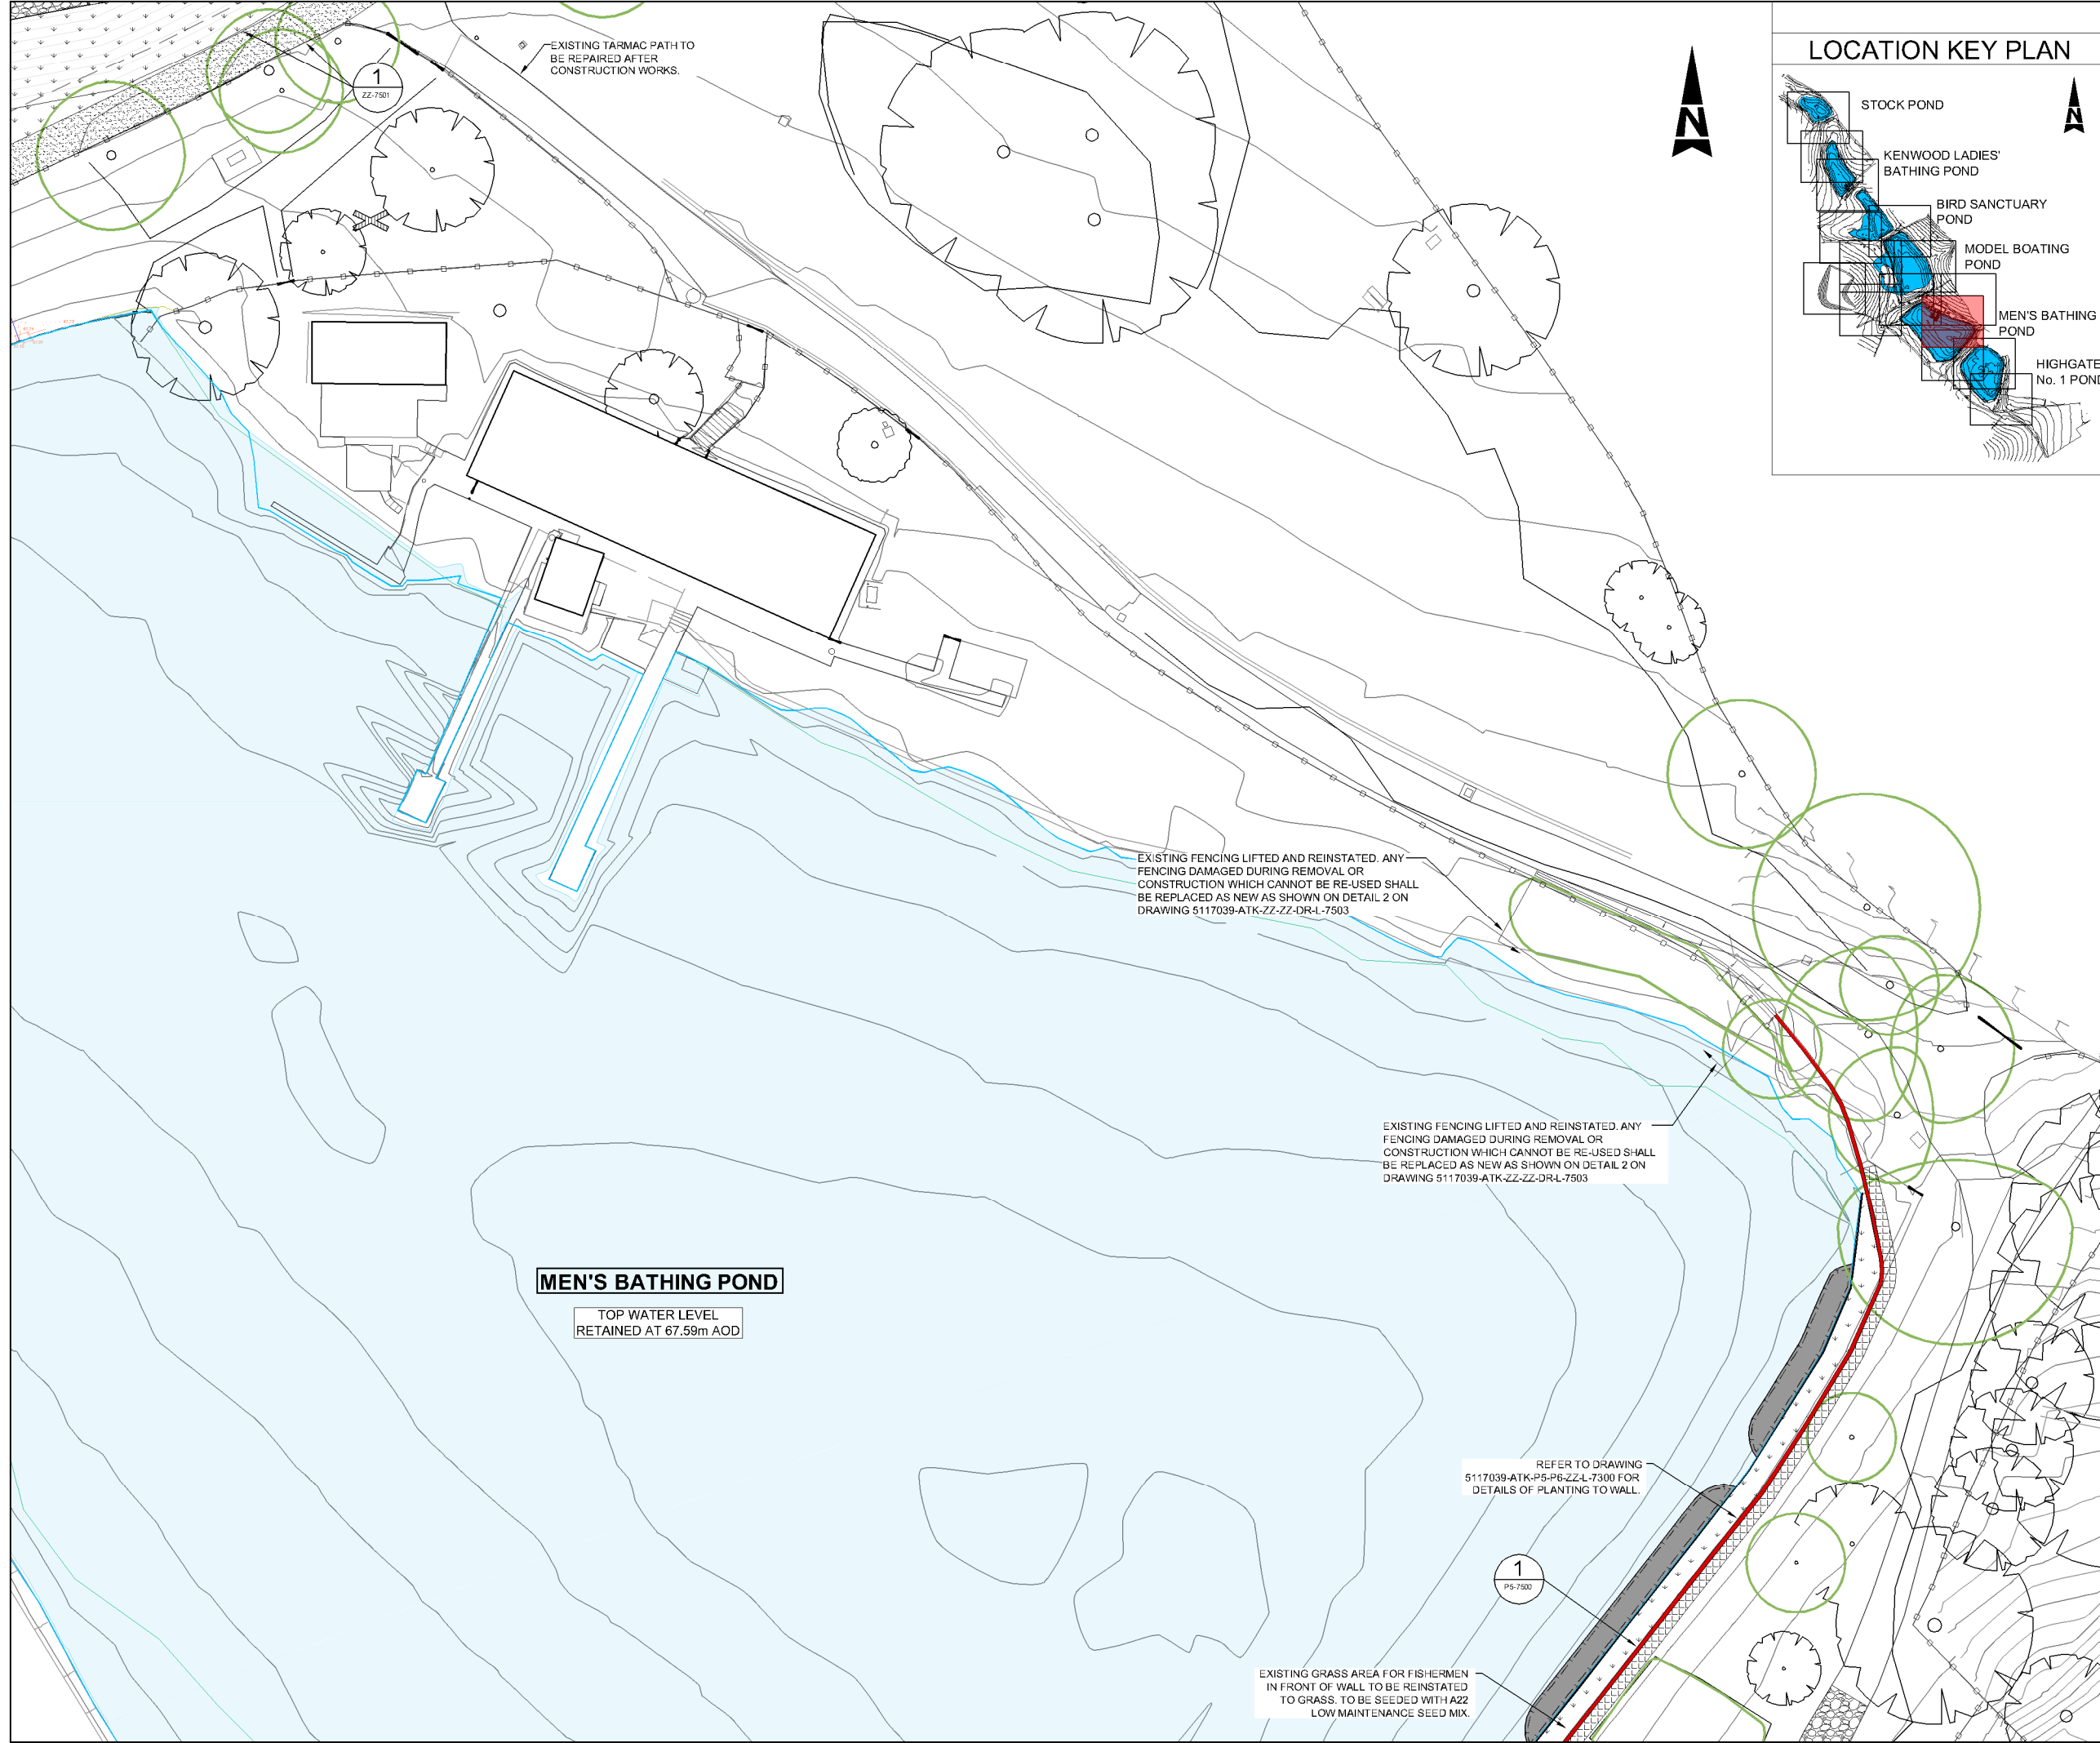 EXISTING TARMAC PATH TO
BE REPAIRED AFTER
CONSTRUCTION WORKS.
1
ZZ-7501
N
LOCATION KEY PLAN
N
STOCK POND
KENWOOD LADIES'
BATHING POND
BIRD SANCTUARY
POND
MODEL BOATING
POND
MEN'S BATHING
POND
HIGHGATE
No. 1 POND
EXISTING FENCING LIFTED AND REINSTATED. ANY
FENCING DAMAGED DURING REMOVAL OR
CONSTRUCTION WHICH CANNOT BE RE-USED SHALL
BE REPLACED AS NEW AS SHOWN ON DETAIL 2 ON
DRAWING 5117039-ATK-ZZ-ZZ-DR-L-7503
EXISTING FENCING LIFTED AND REINSTATED. ANY
FENCING DAMAGED DURING REMOVAL OR
CONSTRUCTION WHICH CANNOT BE RE-USED SHALL
BE REPLACED AS NEW AS SHOWN ON DETAIL 2 ON
DRAWING 5117039-ATK-ZZ-ZZ-DR-L-7503
MEN'S BATHING POND
TOP WATER LEVEL
RETAINED AT 67.59m AOD
REFER TO DRAWING
5117039-ATK-P5-P6-ZZ-L-7300 FOR
DETAILS OF PLANTING TO WALL.
1
P5-7500
EXISTING GRASS AREA FOR FISHERMEN
IN FRONT OF WALL TO BE REINSTATED
TO GRASS. TO BE SEEDED WITH A22
LOW MAINTENANCE SEED MIX.